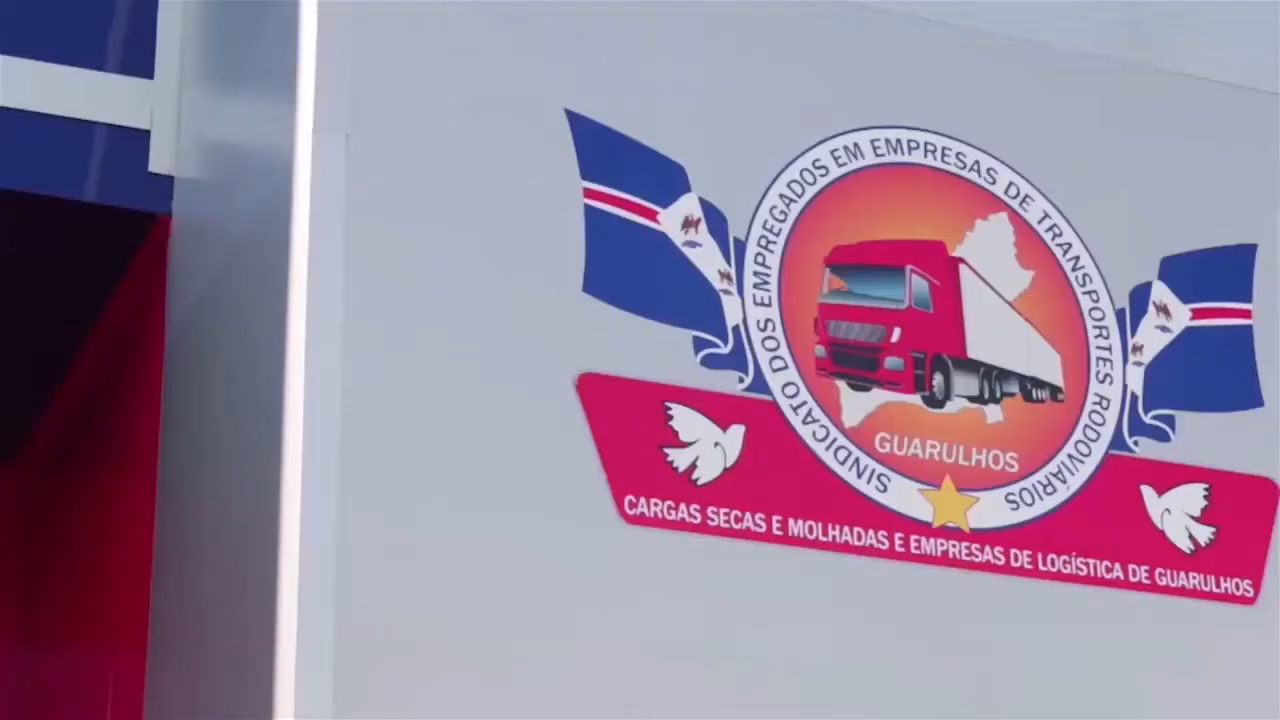 SINDICATO DOS EMPREGADOS EM EMPRESAS DE TRANSPORTES RODOVIÁRIOS
GUARULHOS
CARGAS SECAS E MOLHADAS E EMPRESAS DE LOGÍSTICA DE GUARULHOS